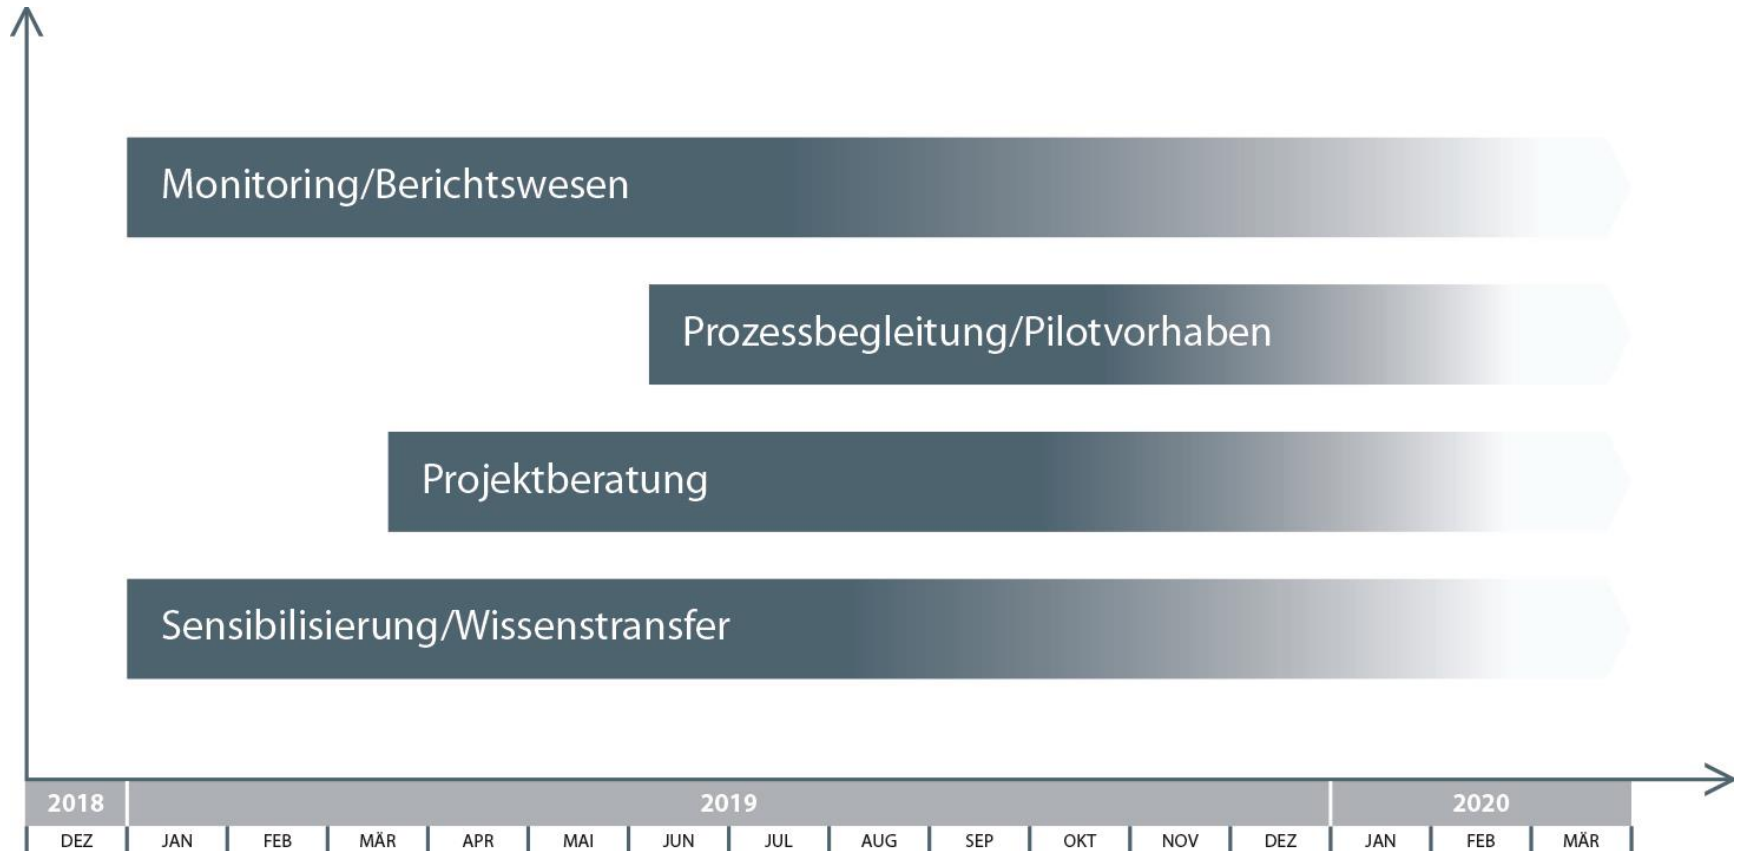 Monitoring/Berichtswesen
Prozessbegleitung/Pilotvorhaben
Projektberatung
Sensibilisierung/Wissenstransfer
2018 2019 2020
DEZ JAN FEB MÄR APR MAI JUN JUL AUG SEP OKT NOV DEZ JAN FEB MÄR